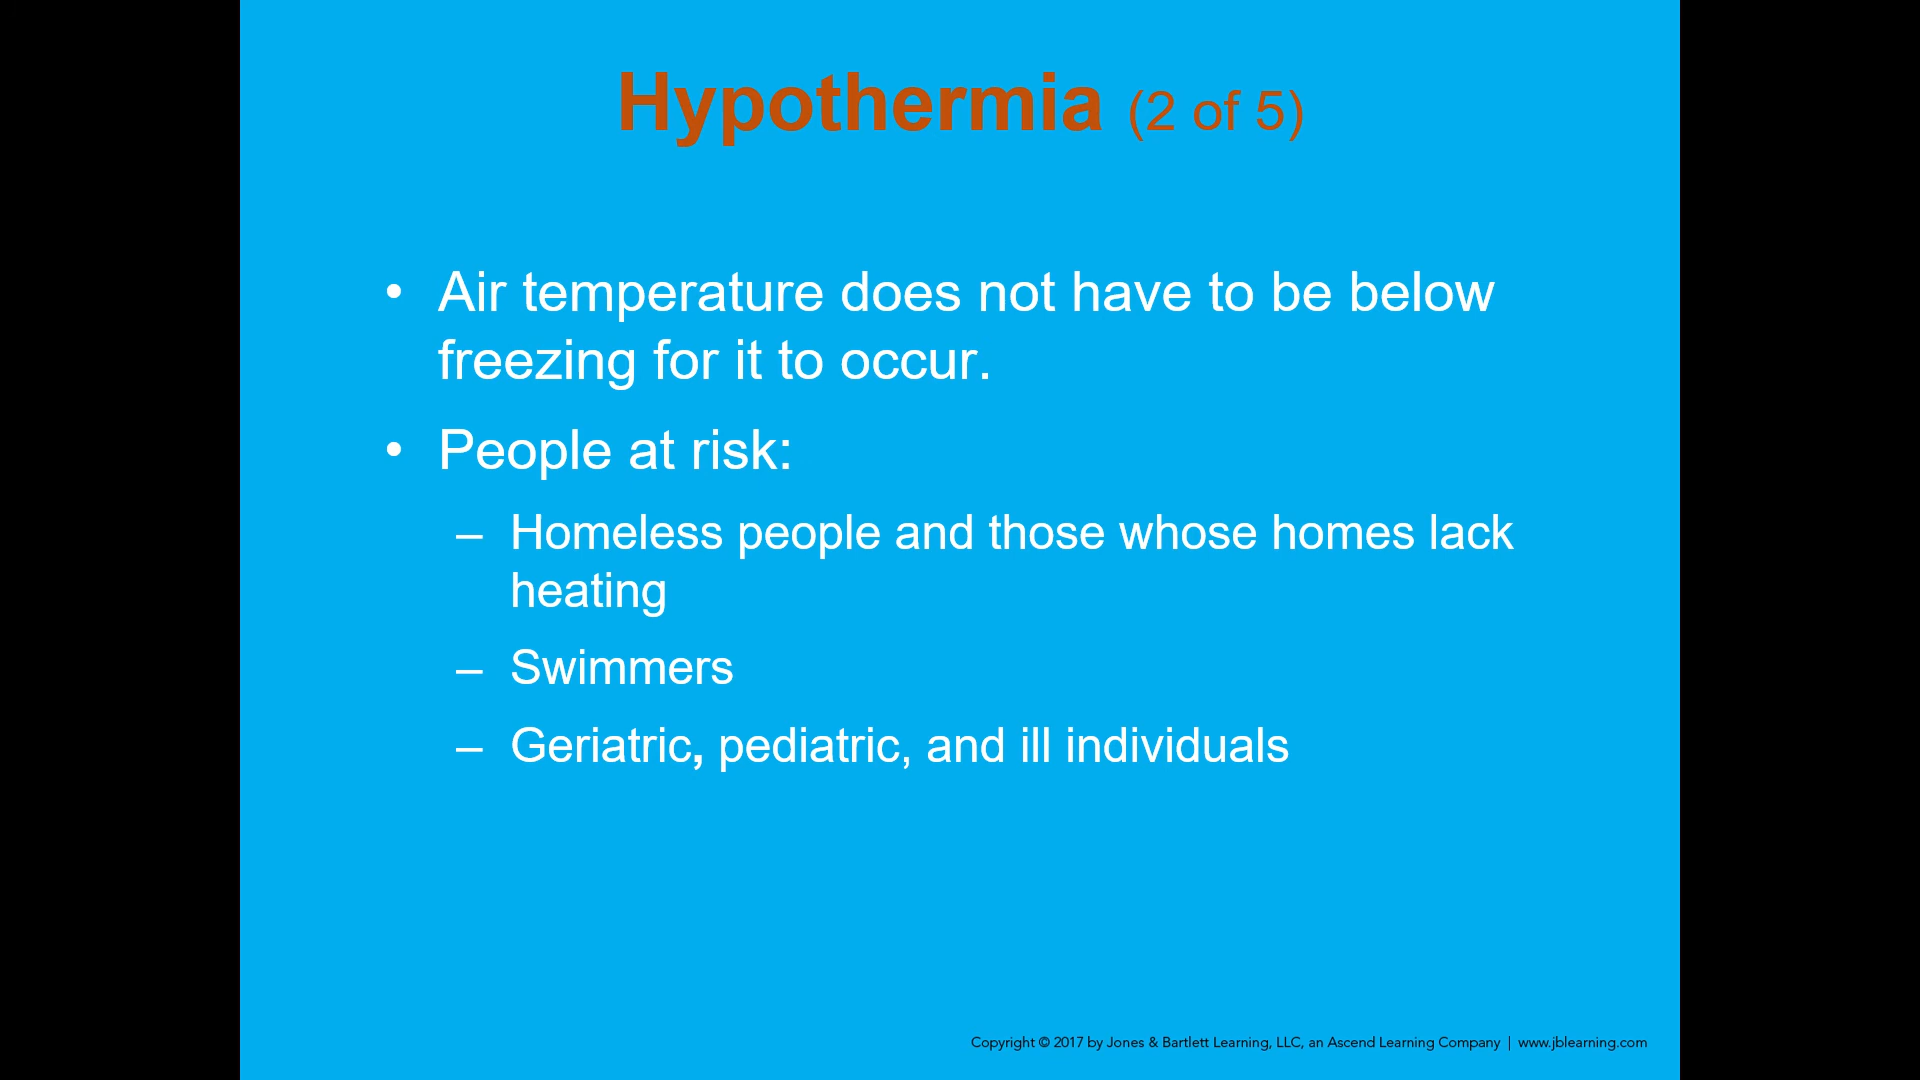 Hypothermia (2 of 5)
• Air temperature does not have to be below
freezing for it to occur.
• People at risk:
– Homeless people and those whose homes lack
heating
– Swimmers
– Geriatric, pediatric, and ill individuals
Copyright © 2017 by Jones & Bartlett Learning, LLC, an Ascend Learning Company | www.jblearning.com